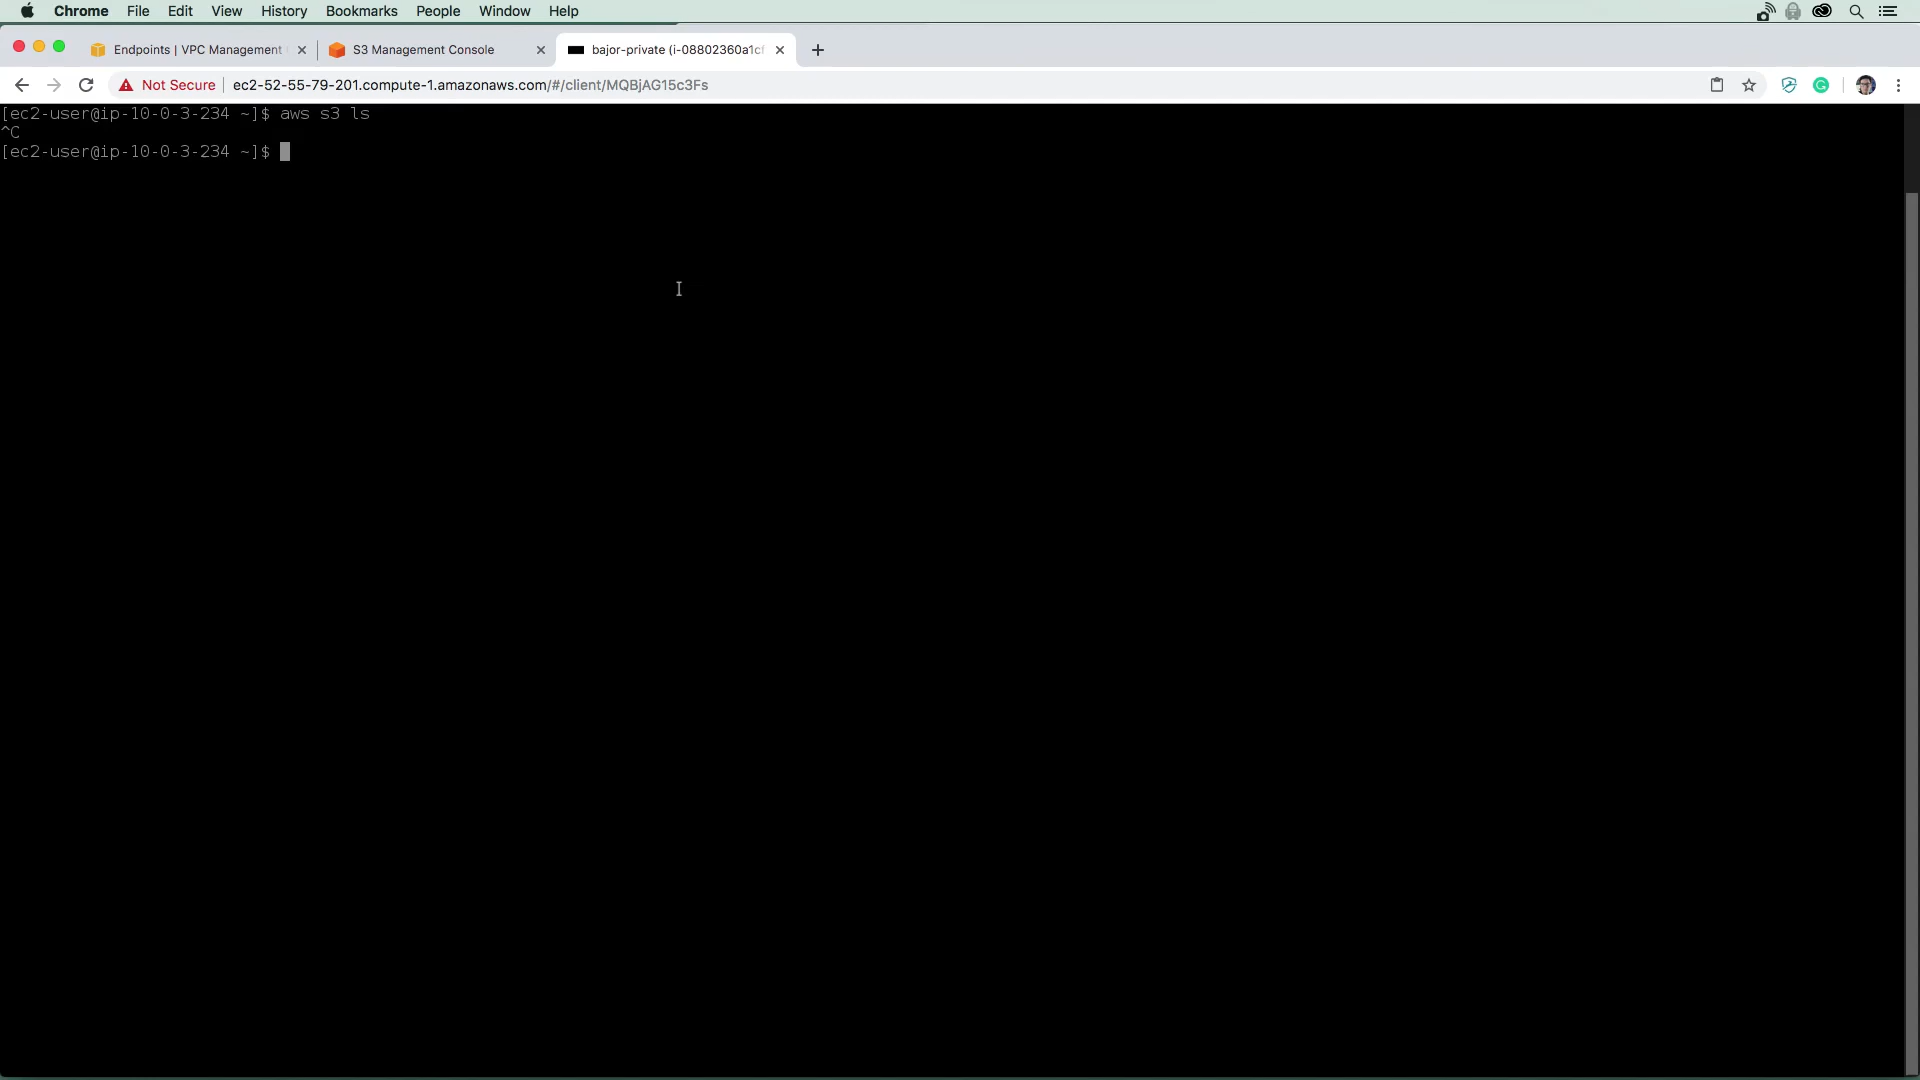 Chrome File Edit View History Bookmarks People Window Help
Endpoints | VPC Management
S3 Management Console
bajor-private (i-08802360a1cf
Not Secure ec2-52-55-79-201.compute-1.amazonaws.com/#/client/MQBjAG15c3Fs
[ec2-user@ip-10-0-3-234 ~]$ aws s3 ls
^C
[ec2-user@ip-10-0-3-234 ~]$